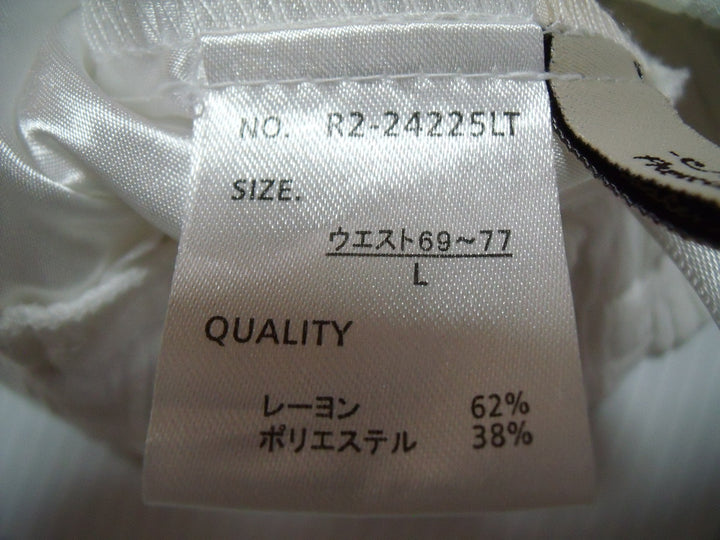 NO. R2-24225LT
SIZE.
ウエスト69～77
L
QUALITY
レーヨン 62%
ポリエステル 38%